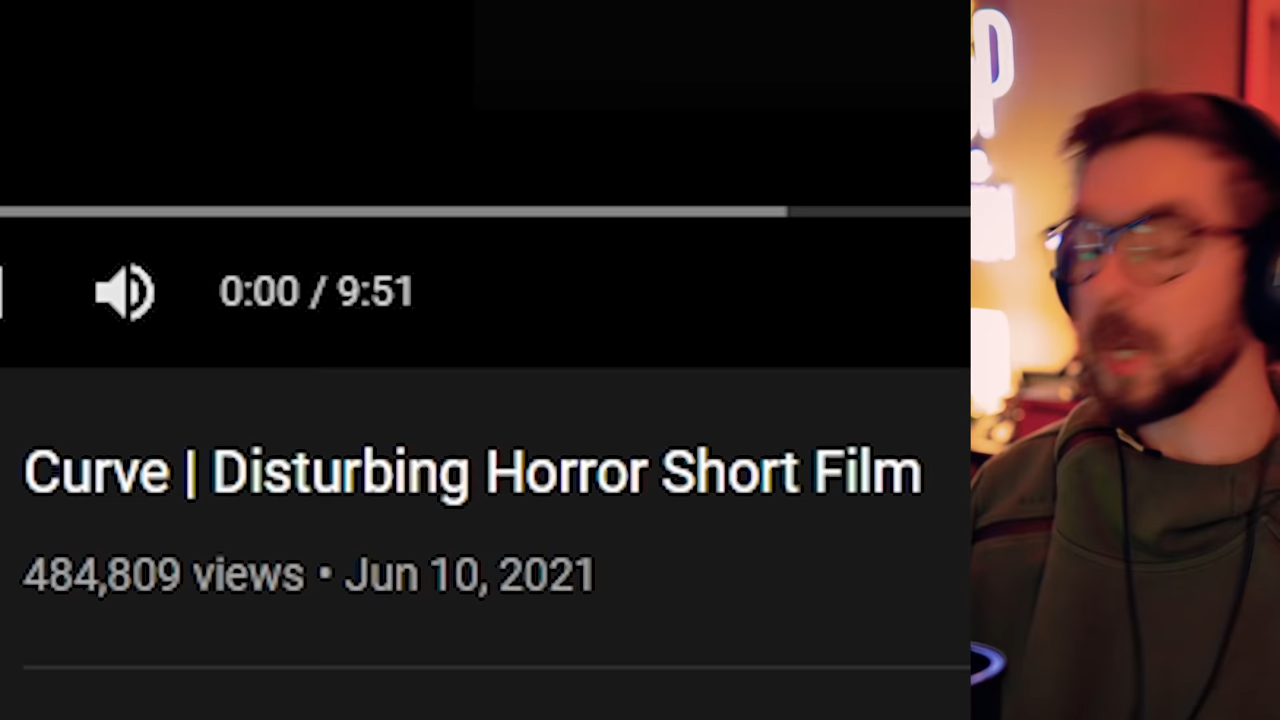 0:00 / 9:51
Curve | Disturbing Horror Short Film
484,809 views • Jun 10, 2021